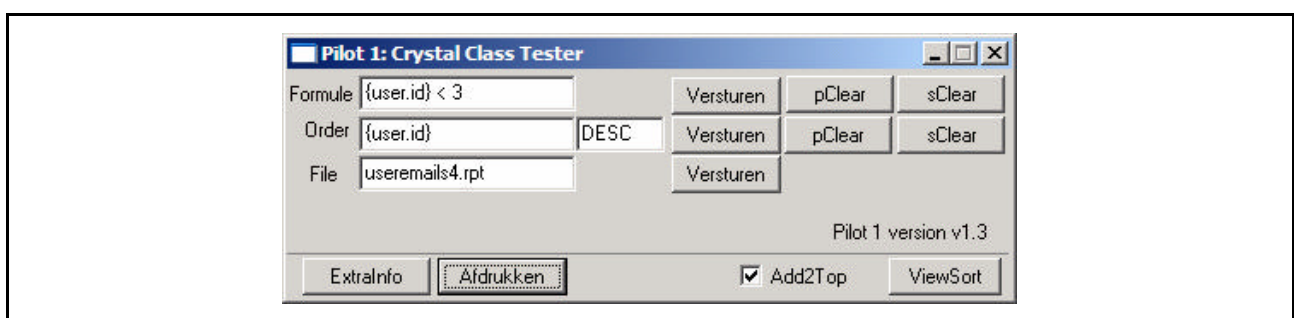 Pilot 1: Crystal Class Tester
Formule {user.id} < 3 Versturen pClear sClear
Order {user.id} DESC Versturen pClear sClear
File useremails4.rpt Versturen
Pilot 1 version v1.3
ExtraInfo Afdrukken Add2Top ViewSort